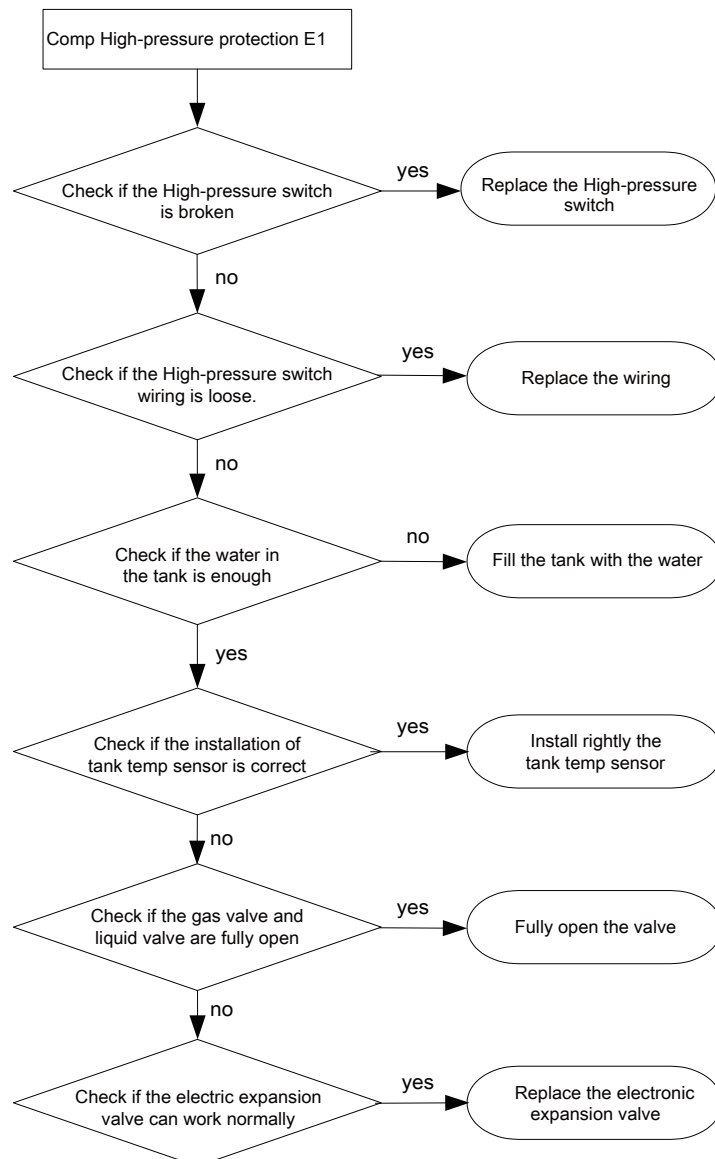 Comp High-pressure protection E1
Check if the High-pressure switch
is broken
yes
Replace the High-pressure
switch
no
Check if the High-pressure switch
wiring is loose.
yes
Replace the wiring
no
Check if the water in
the tank is enough
no
Fill the tank with the water
yes
Check if the installation of
tank temp sensor is correct
yes
Install rightly the
tank temp sensor
no
Check if the gas valve and
liquid valve are fully open
yes
Fully open the valve
no
Check if the electric expansion
valve can work normally
yes
Replace the electronic
expansion valve